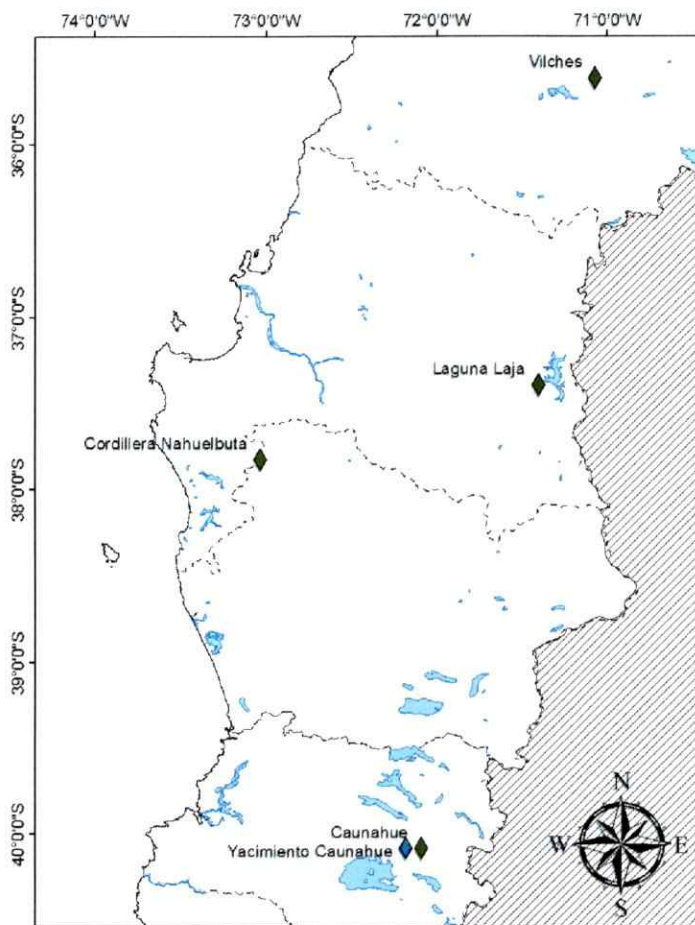 74°0'0"W 73°0'0"W 72°0'0"W 71°0'0"W
Vilches
36°0'0"S
37°0'0"S
Laguna Laja
Cordillera Nahuelbuta
38°0'0"S
39°0'0"S
N
Caunahue
40°0'0"S
Yacimiento Caunahue
W E
S